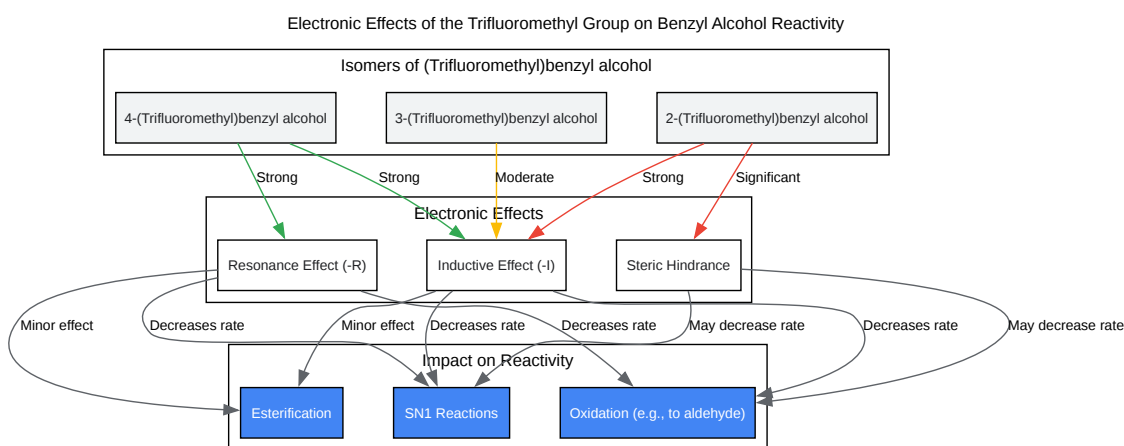 Electronic Effects of the Trifluoromethyl Group on Benzyl Alcohol Reactivity
Isomers of (Trifluoromethyl)benzyl alcohol
4-(Trifluoromethyl)benzyl alcohol
3-(Trifluoromethyl)benzyl alcohol
2-(Trifluoromethyl)benzyl alcohol
Strong
Strong
Moderate
Strong
Significant
Electronic Effects
Resonance Effect (-R)
Inductive Effect (-I)
Steric Hindrance
Minor effect
Decreases rate
Minor effect
Decreases rate
Decreases rate
May decrease rate
Decreases rate
May decrease rate
Impact on Reactivity
Esterification
SN1 Reactions
Oxidation (e.g., to aldehyde)